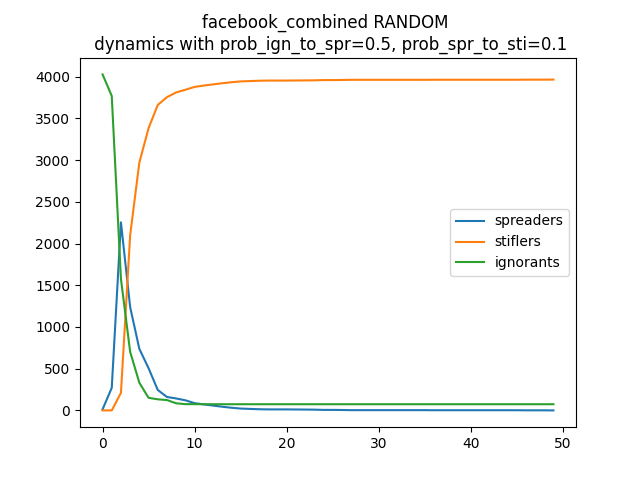 facebook_combined RANDOM
dynamics with prob_ign_to_spr=0.5, prob_spr_to_sti=0.1
4000
3500
3000
2500
2000
1500
1000
500
0
spreaders
stiflers
ignorants
0 10 20 30 40 50